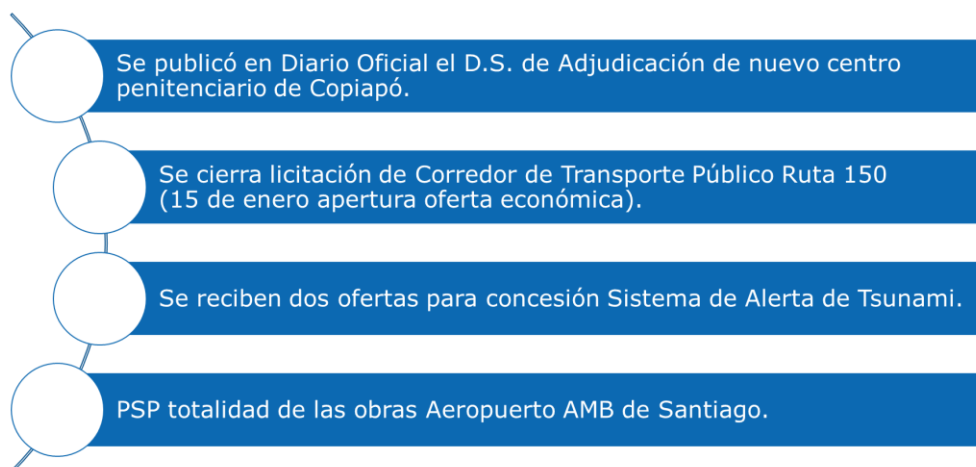 Se publicó en Diario Oficial el D.S. de Adjudicación de nuevo centro
penitenciario de Copiapó.
Se cierra licitación de Corredor de Transporte Público Ruta 150
(15 de enero apertura oferta económica).
Se reciben dos ofertas para concesión Sistema de Alerta de Tsunami.
PSP totalidad de las obras Aeropuerto AMB de Santiago.